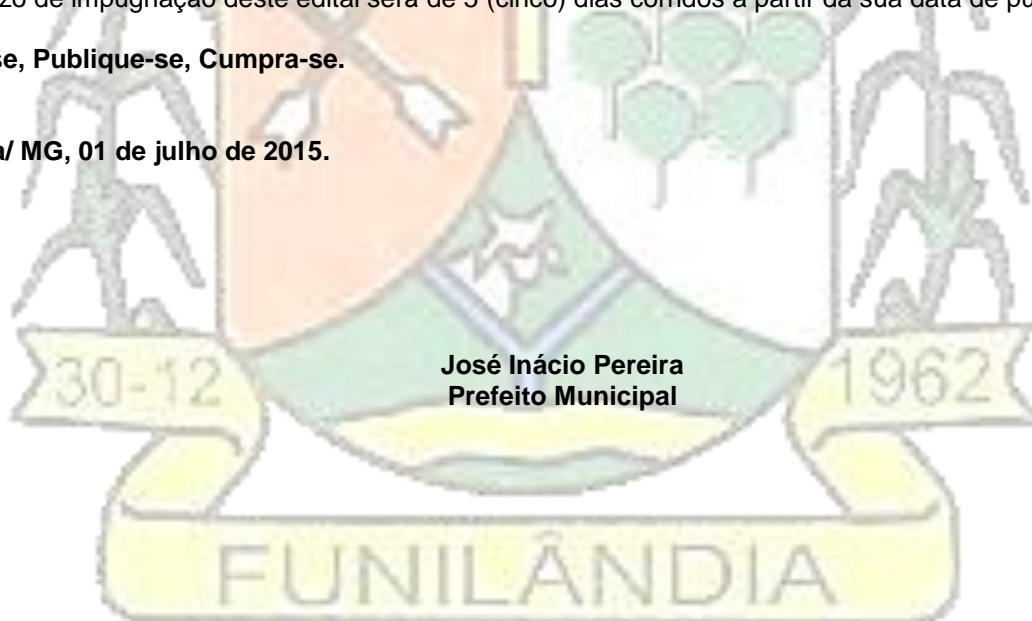 zo de impugnação deste edital será de 5 (cinco) dias corridos a partir da sua data de
se, Publique-se, Cumpra-se.
a/ MG, 01 de julho de 2015.
José Inácio Pereira
Prefeito Municipal
30-12
1962
FUNILÂNDIA